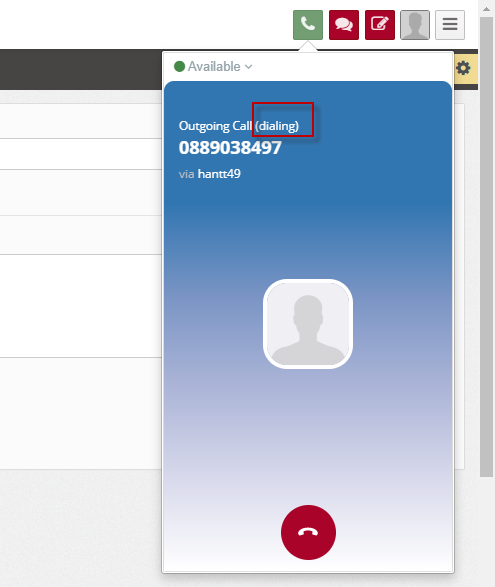 Available
Outgoing Call (dialing)
0889038497
via hantt49